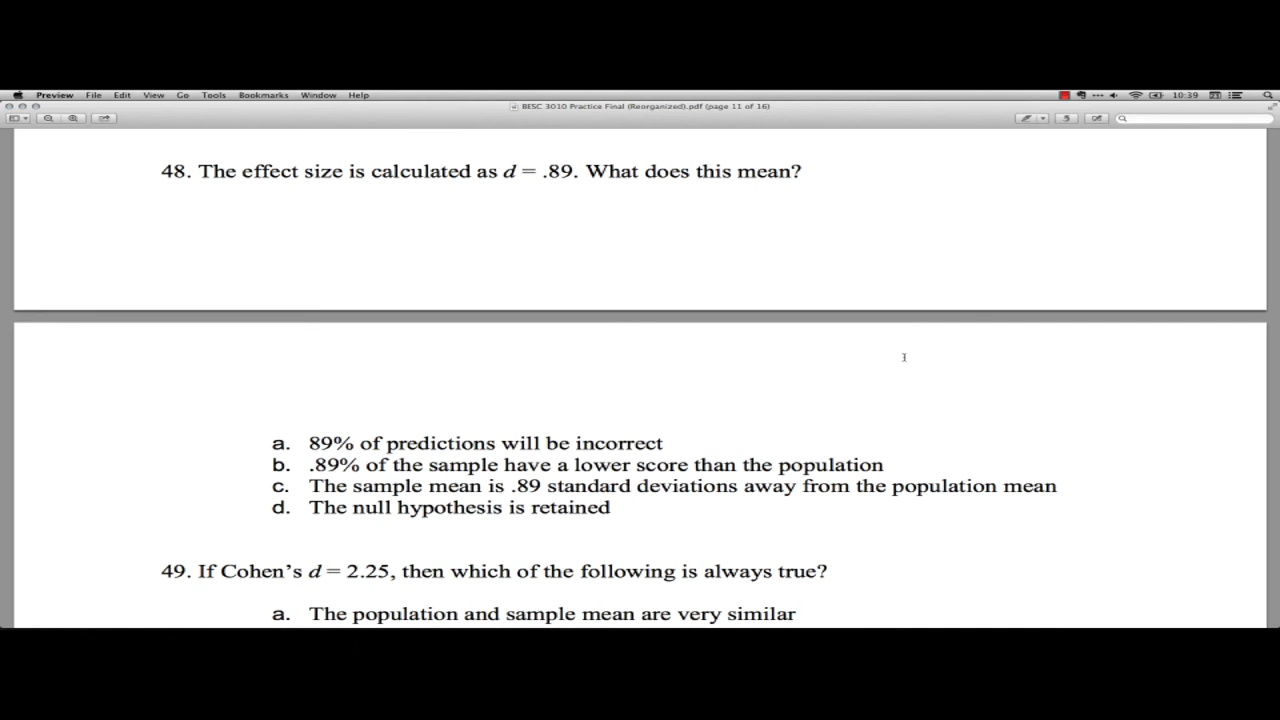 Preview File Edit View Go Tools Bookmarks Window Help 10:39
BESC 3010 Practice Final (Reorganized).pdf (page 11 of 16)
48. The effect size is calculated as d = .89. What does this mean?
a. 89% of predictions will be incorrect
b. .89% of the sample have a lower score than the population
c. The sample mean is .89 standard deviations away from the population mean
d. The null hypothesis is retained
49. If Cohen's d = 2.25, then which of the following is always true?
a. The population and sample mean are very similar